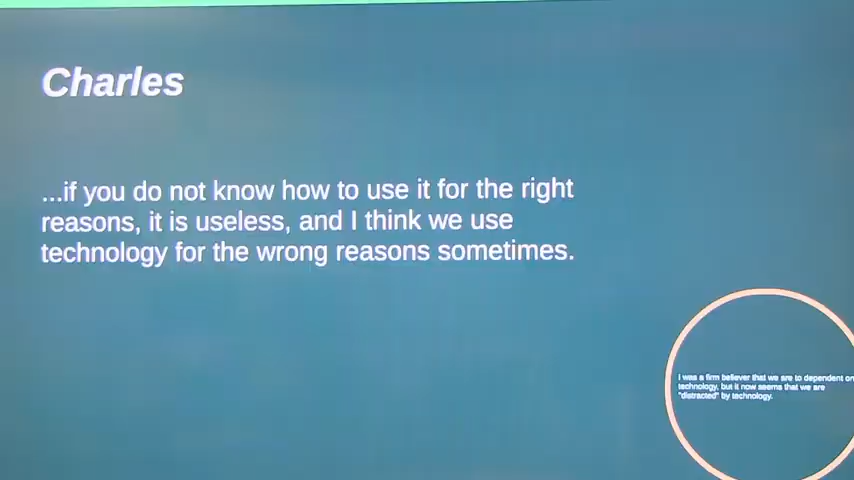 Charles
...if you do not know how to use it for the right
reasons, it is useless, and I think we use
technology for the wrong reasons sometimes.
I was a firm believer that we are to dependent on
technology, but it now seems that we are
"distracted" by technology.